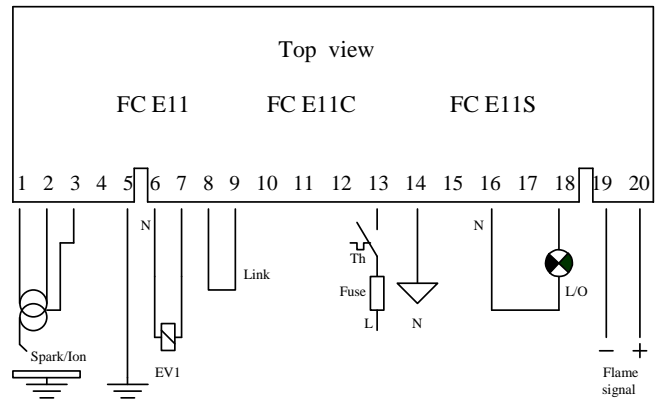 Top view
FC E11 FC E11C FC E11S
1 2 3 4 5 6 7 8 9 10 11 12 13 14 15 16 17 18 19 20
N N
Th
Link
Fuse L/O
L N
Spark/Ion
EV1
− +
Flame
signal